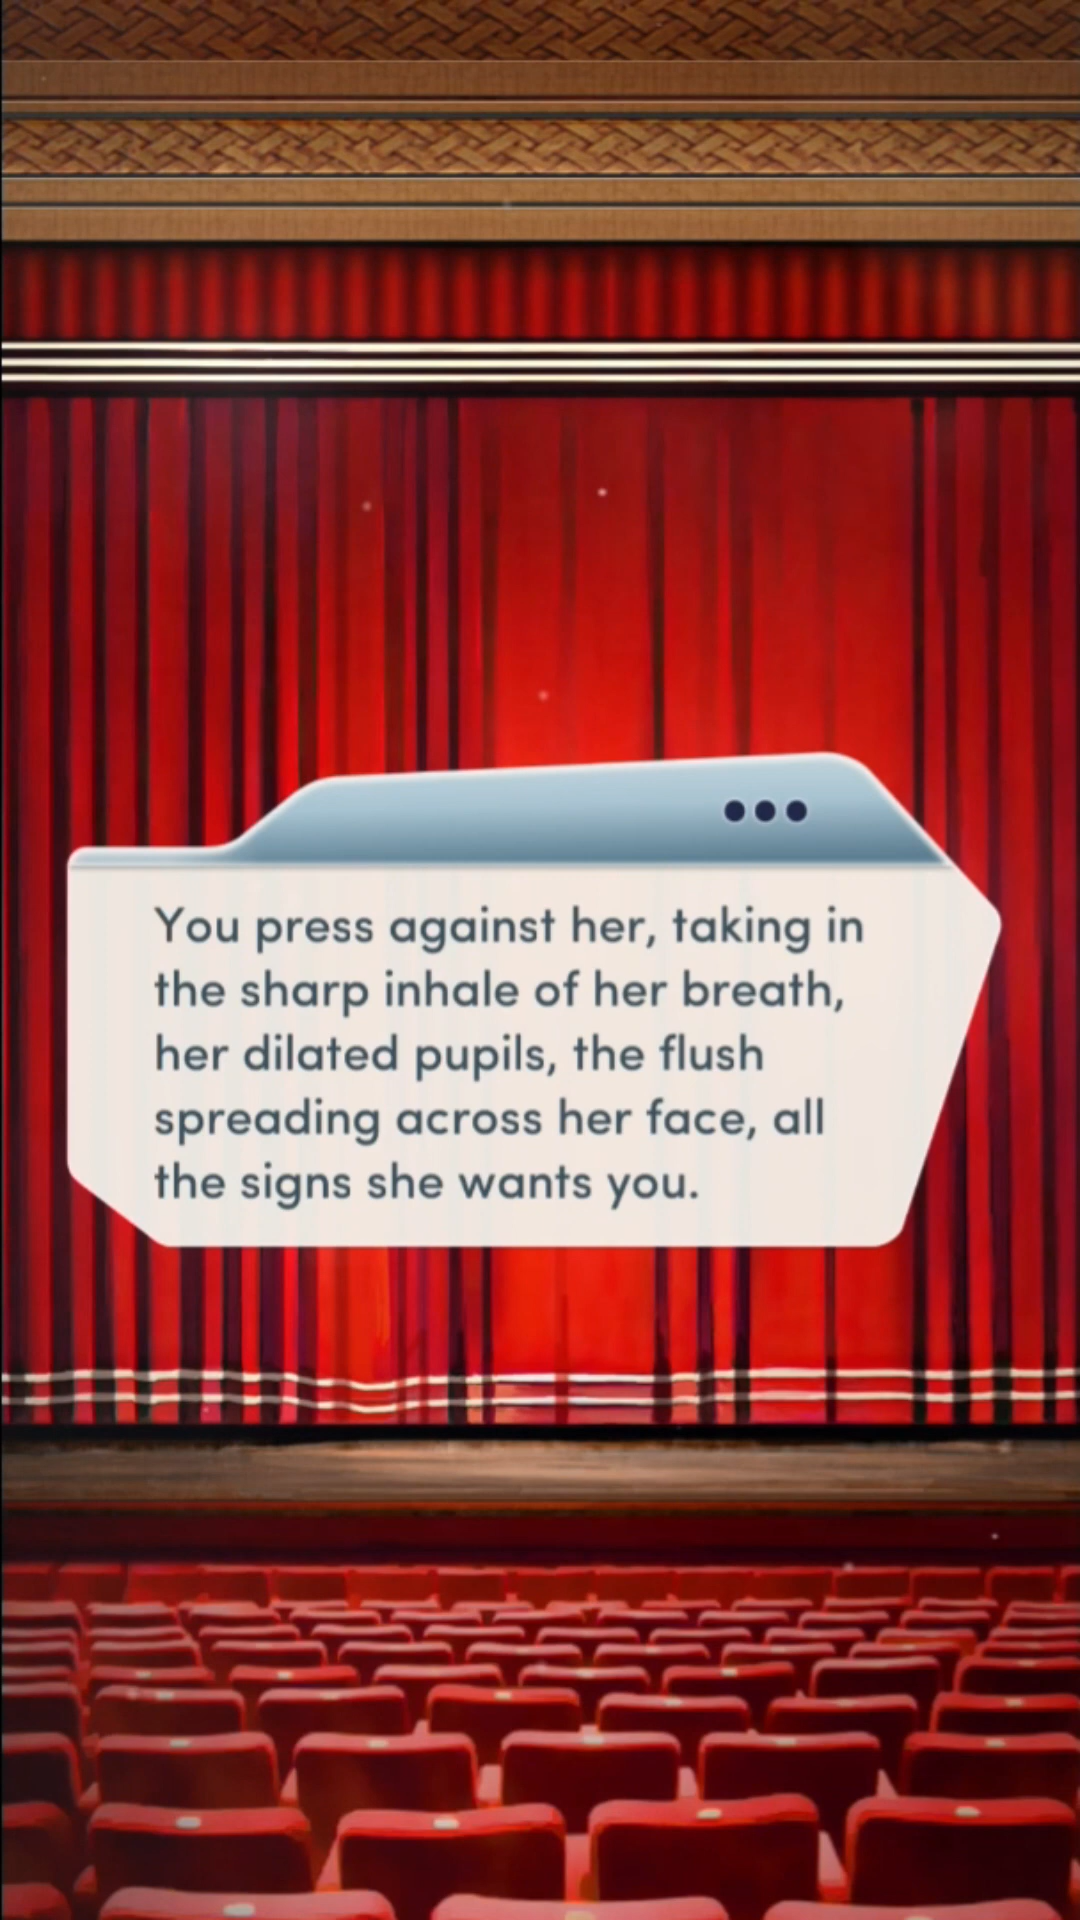 You press against her, taking in
the sharp inhale of her breath,
her dilated pupils, the flush
spreading across her face, all
the signs she wants you.